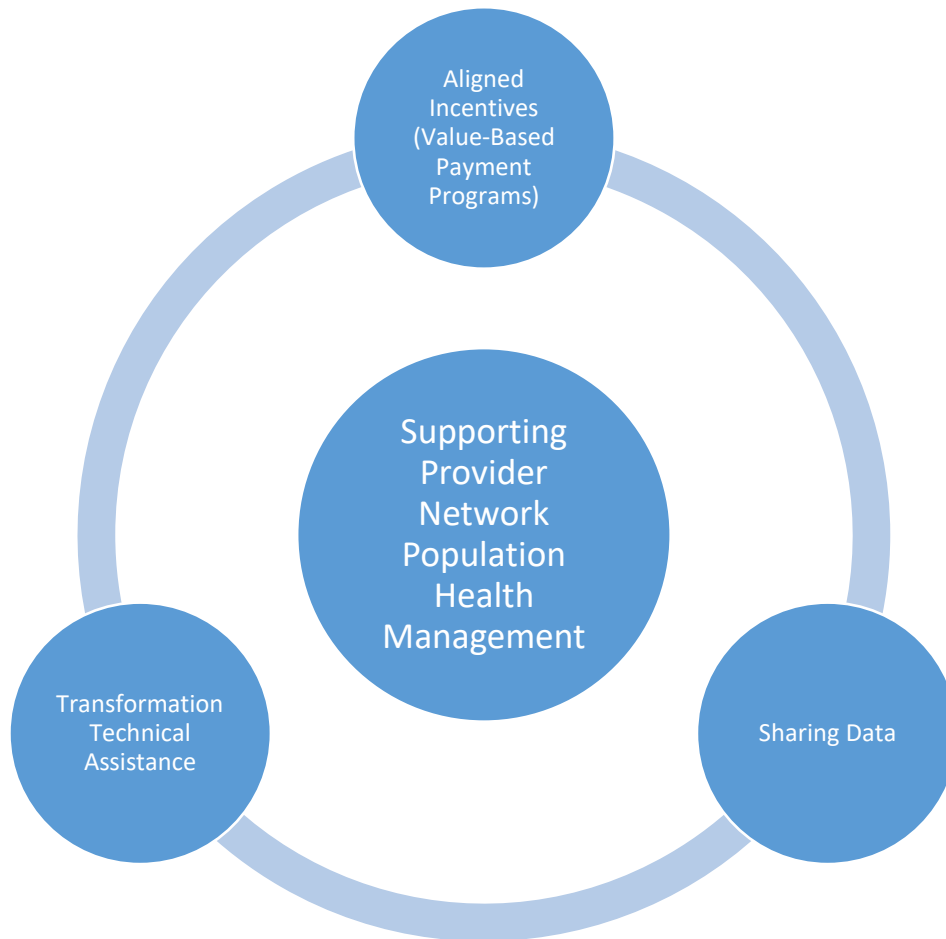 Aligned
Incentives
(Value-Based
Payment
Programs)
Supporting
Provider
Network
Population
Health
Management
Transformation
Technical
Assistance
Sharing Data